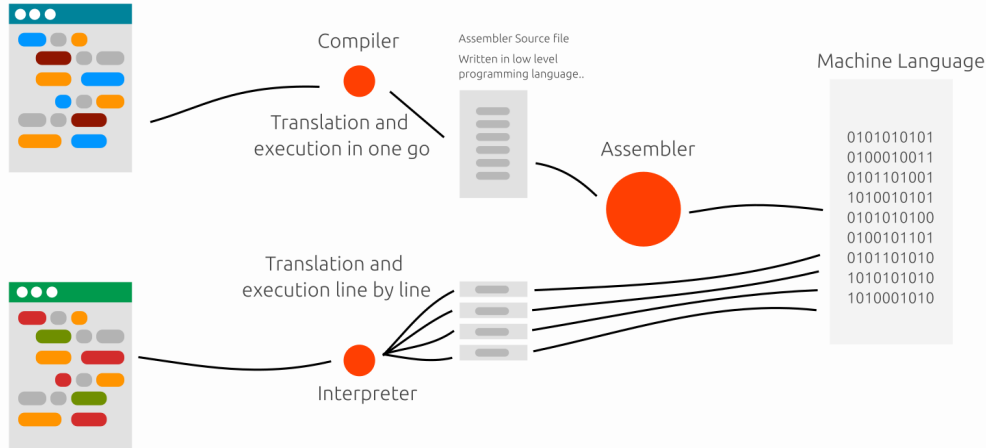 Compiler
Translation and
execution in one go
Assembler Source file
Written in low level
programming language..
Assembler
Machine Language
0101010101
0100010011
0101101001
1010010101
0101010100
0100101101
0101101010
1010101010
1010001010
Translation and
execution line by line
Interpreter